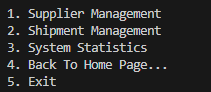 1. Supplier Management
2. Shipment Management
3. System Statistics
4. Back To Home Page...
5. Exit